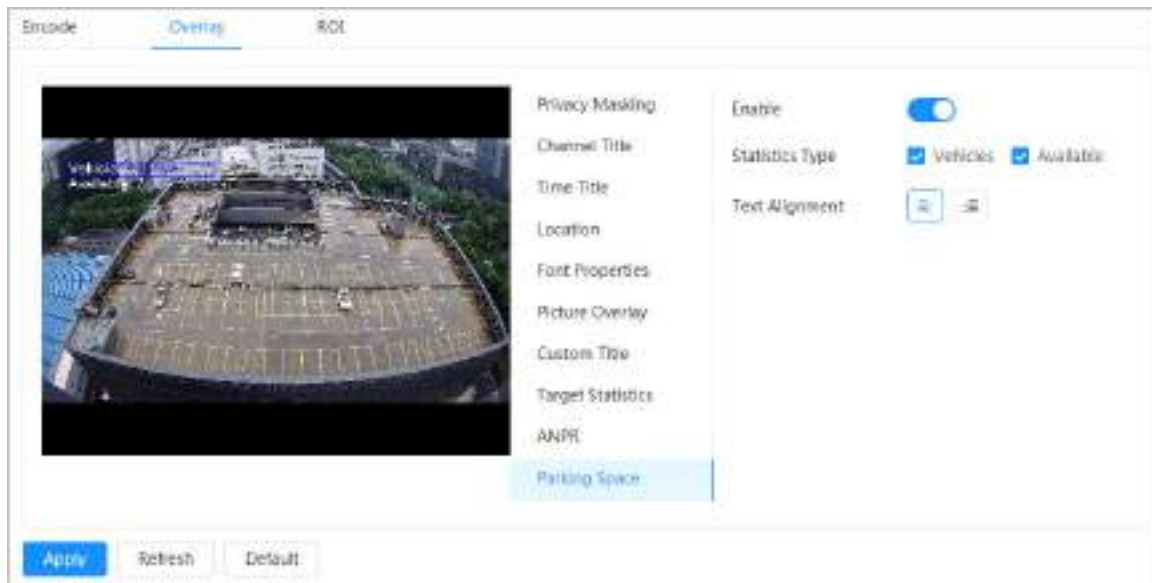 Encode Overlay ROI
Privacy Masking
Enable
Channel Title
Statistics Type Vehicles Available
Time Title
Text Alignment
Location
Font Properties
Picture Overlay
Custom Title
Target Statistics
ANPR
Parking Space
Apply Refresh Default